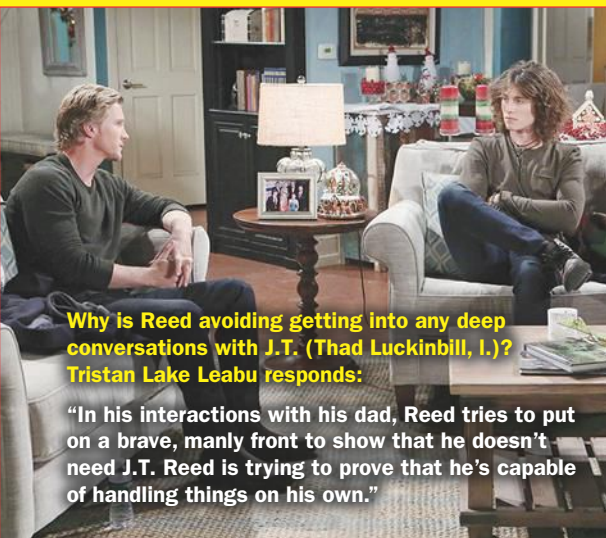 Why is Reed avoiding getting into any deep
conversations with J.T. (Thad Luckinbill, l.)?
Tristan Lake Leabu responds:
“In his interactions with his dad, Reed tries to put
on a brave, manly front to show that he doesn’t
need J.T. Reed is trying to prove that he’s capable
of handling things on his own.”